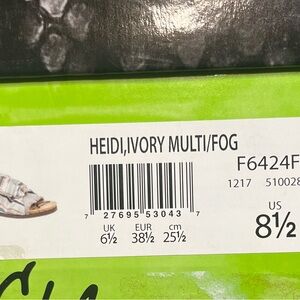 HEIDI,IVORY MULTI/FOG
F6424F
1217 510028
7 27695 53043 7
US
8½
UK EUR cm
6½ 38½ 25½